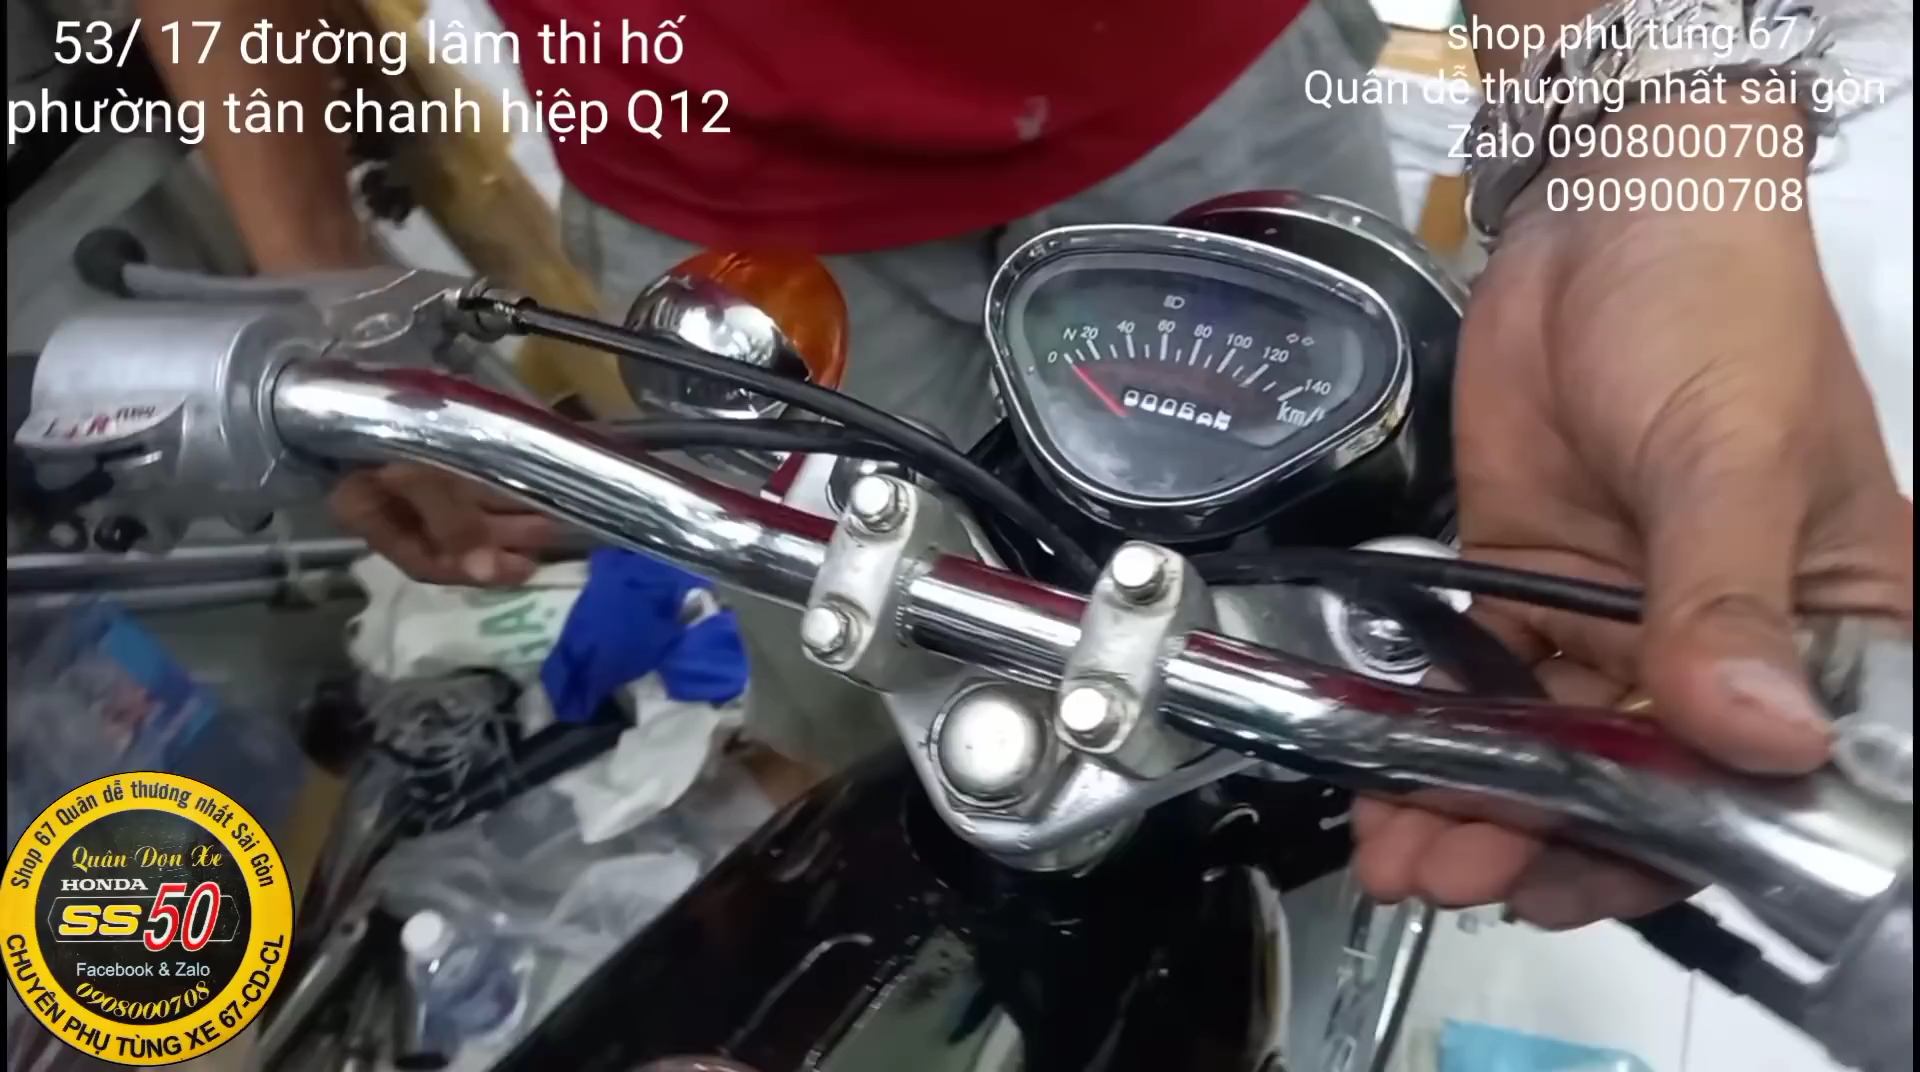 53/ 17 đường lâm thi hố
phường tân chanh hiệp Q12
shop phụ tùng 67
Quân dễ thương nhất sài gòn
Zalo 0908000708
0909000708
N
0 20 40 60 80 100 120 140
Shop 67 Quân dễ thương nhất Sài Gòn
Quân Dọn Xe
HONDA
SS50
Facebook & Zalo
0908000708
CHUYÊN PHỤ TÙNG XE 67-CD-CL